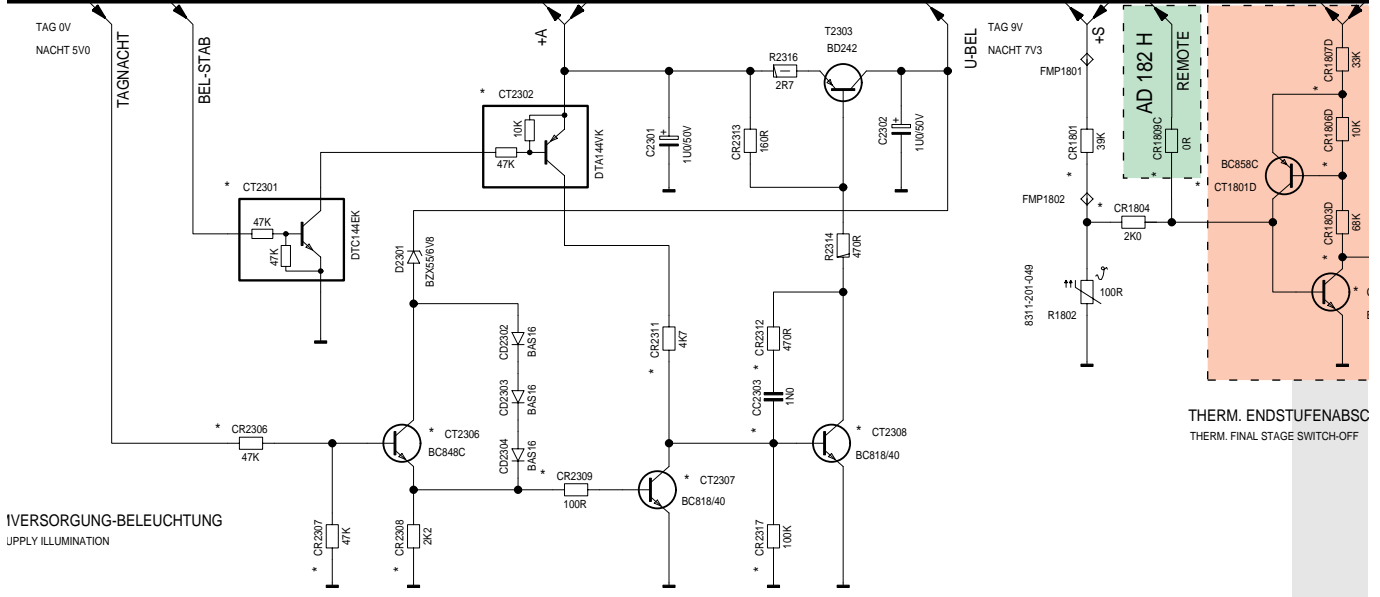 TAG 0V
NACHT 5V0
TAGNACHT
BEL-STAB
+A
U-BEL
TAG 9V
NACHT 7V3
+S
FMP1801
AD 182 H
REMOTE
CR1809C
0R
CR1807D
33K
*
CR1806D
10K
T2303
BD242
R2316
2R7
* CT2302
10K
47K
DTA144VK
C2301
+
1U0/50V
CR2313
160R
C2302
+
1U0/50V
CR1801
39K
*
*
*
BC858C
CT1801D
*
* CT2301
47K
47K
DTC144EK
FMP1802
*
CR1804
2K0
CR1803D
68K
*
D2301
BZX55/6V8
R2314
470R
8311-201-049
100R
R1802
*
CD2302
BAS16
CD2303
BAS16
CD2304
BAS16
CR2311
4K7
*
CR2312
470R
*
CC2303
1N0
*
* CR2306
47K
* CT2306
BC848C
*
CR2309
100R
* CT2307
BC818/40
* CT2308
BC818/40
THERM. ENDSTUFENABSC
THERM. FINAL STAGE SWITCH-OFF
VERSORGUNG-BELEUCHTUNG
UPPLY ILLUMINATION
CR2307
47K
*
CR2308
2K2
*
CR2317
100K
*